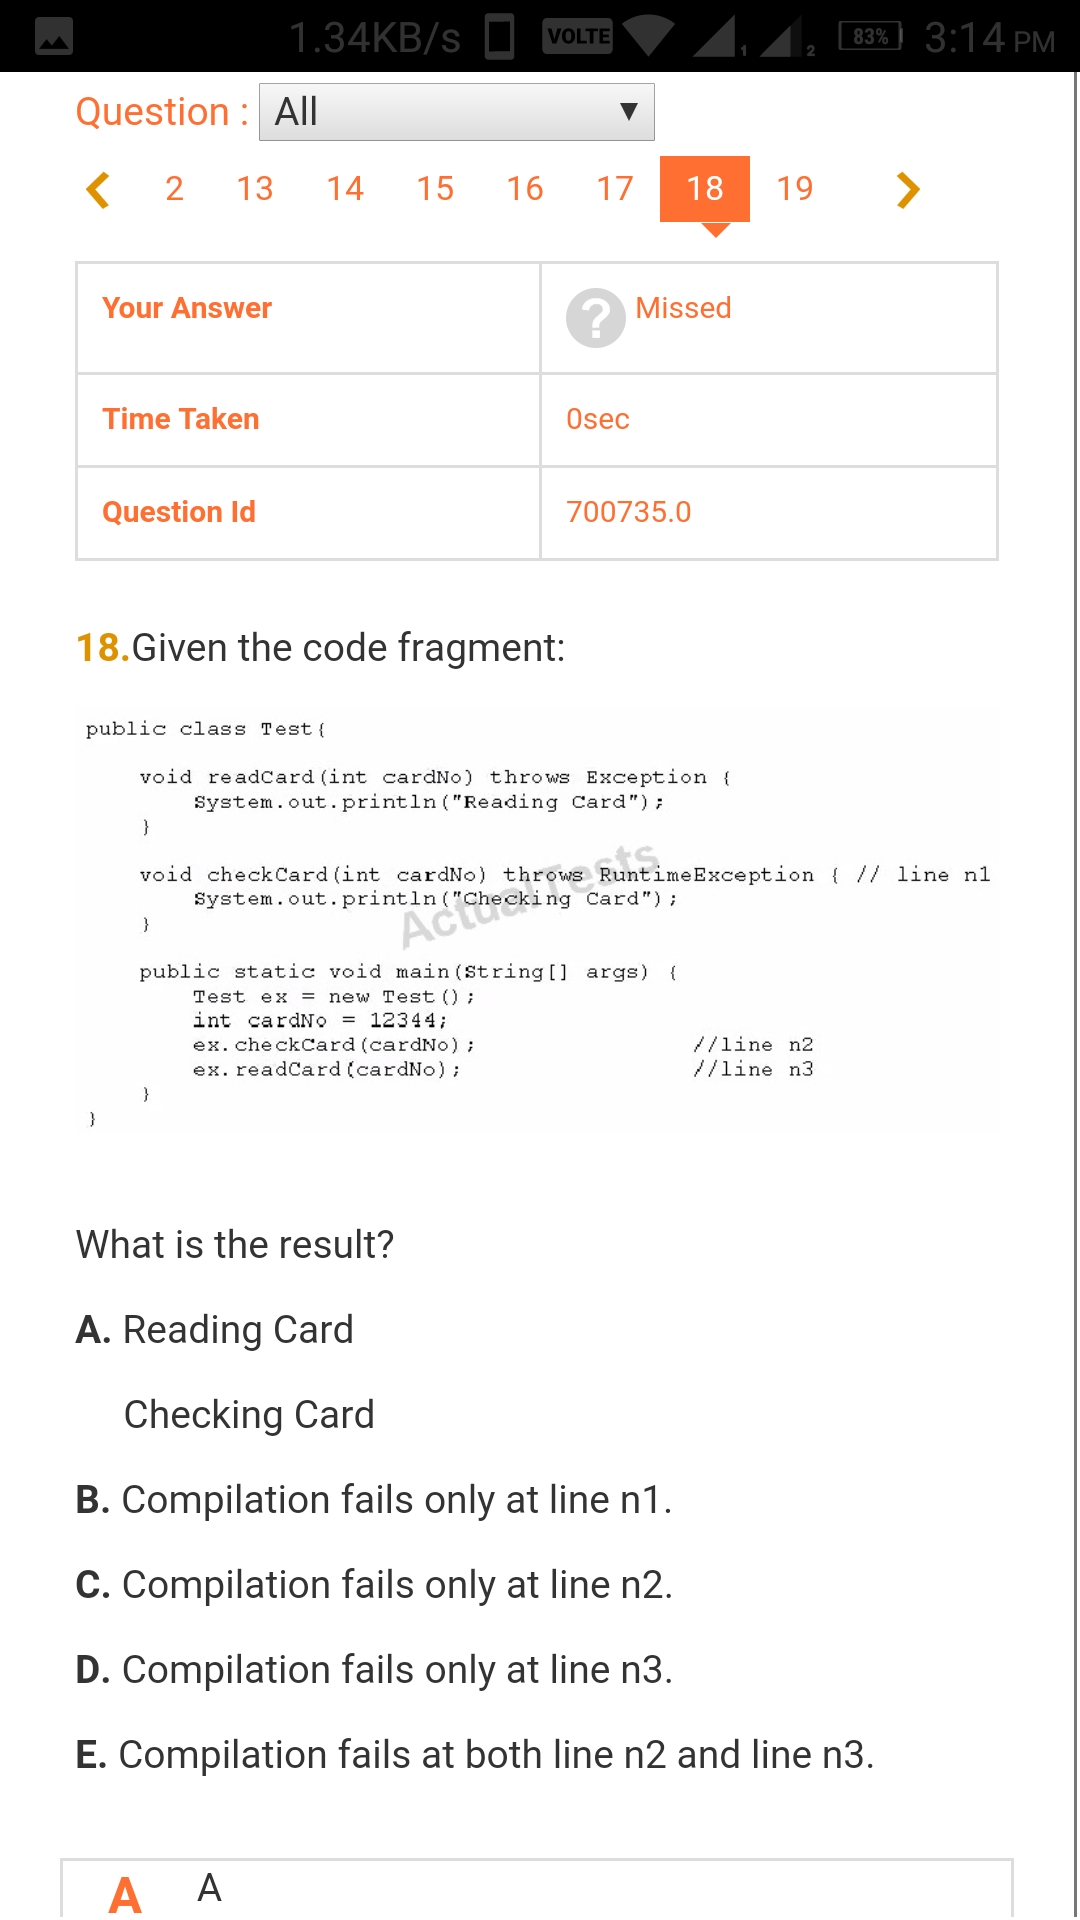 1.34KB/s VOLTE 1 2 83% 3:14 PM
Question : All ▼
2 13 14 15 16 17 18 19
Your Answer ? Missed
Time Taken 0sec
Question Id 700735.0
18.Given the code fragment:
public class Test{
void readCard(int cardNo) throws Exception {
System.out.println("Reading Card");
}
void checkCard(int cardNo) throws RuntimeException { // line n1
System.out.println("Checking Card");
}
ActualTests
public static void main(String[] args) {
Test ex = new Test();
int cardNo = 12344;
ex.checkCard(cardNo); //line n2
ex.readCard(cardNo); //line n3
}
}
What is the result?
A. Reading Card
Checking Card
B. Compilation fails only at line n1.
C. Compilation fails only at line n2.
D. Compilation fails only at line n3.
E. Compilation fails at both line n2 and line n3.
A A